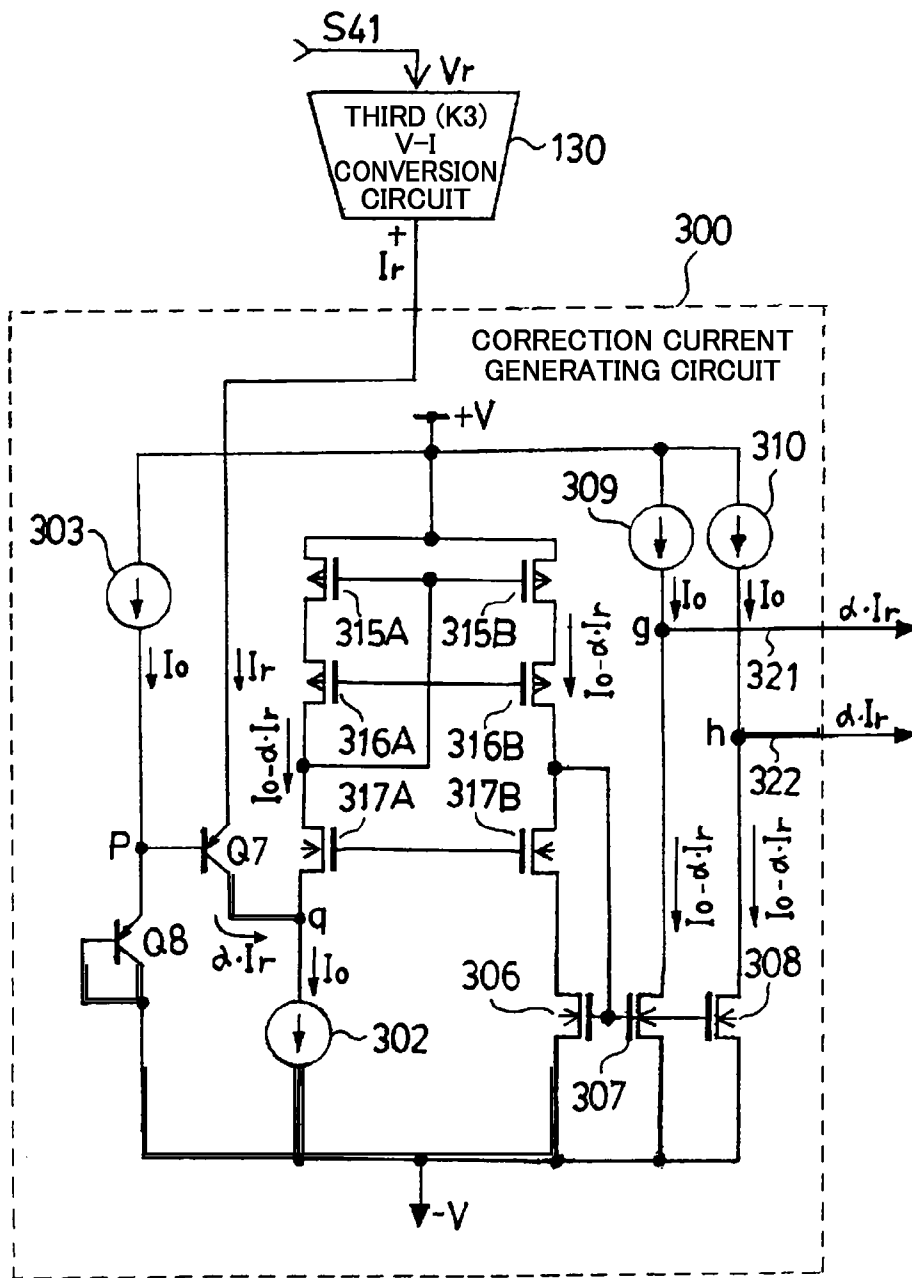 S41
Vr
THIRD (K3)
V-I
CONVERSION
CIRCUIT
130
+
Ir
300
CORRECTION CURRENT
GENERATING CIRCUIT
+V
310
309
303
315A
315B
Io
Io
g
α·Ir
321
Io
Ir
Io-α·Ir
316A
316B
h
α·Ir
322
Io-α·Ir
317A
317B
P
Q7
Io-α·Ir
Io-α·Ir
q
Q8
α·Ir
Io
306
308
302
307
-V